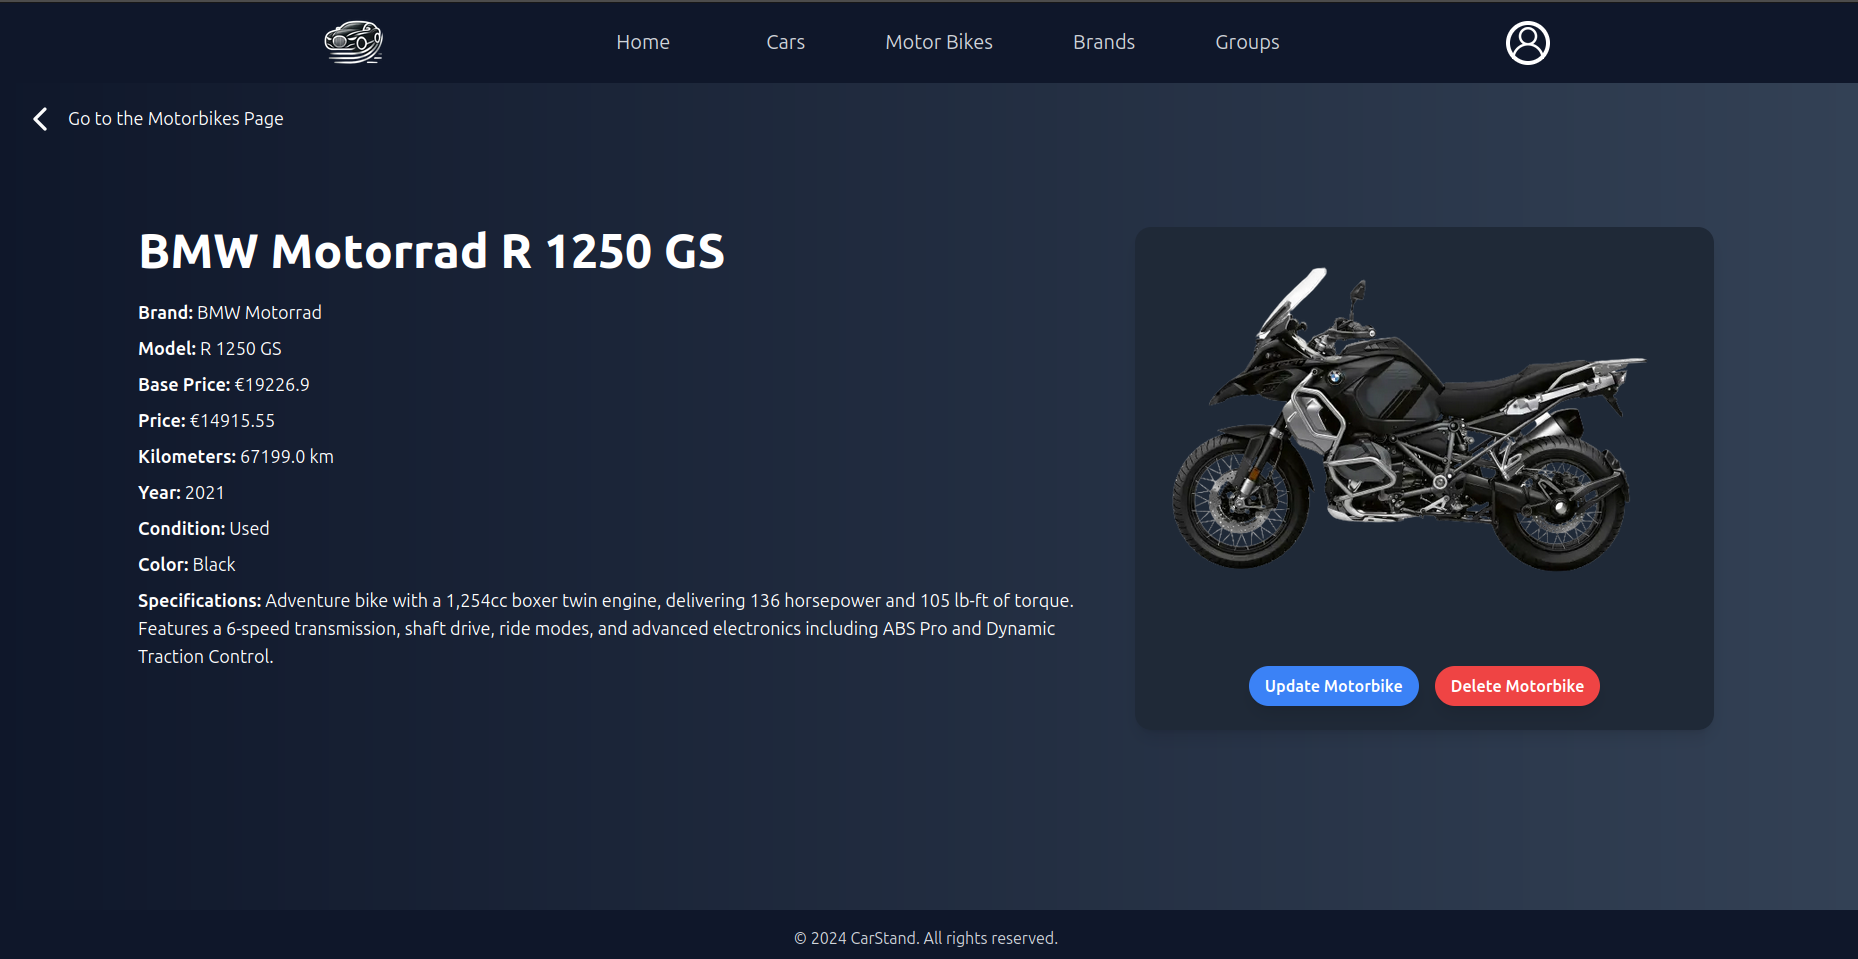 Home Cars Motor Bikes Brands Groups
Go to the Motorbikes Page
BMW Motorrad R 1250 GS
Brand: BMW Motorrad
Model: R 1250 GS
Base Price: €19226.9
Price: €14915.55
Kilometers: 67199.0 km
Year: 2021
Condition: Used
Color: Black
Specifications: Adventure bike with a 1,254cc boxer twin engine, delivering 136 horsepower and 105 lb-ft of torque.
Features a 6-speed transmission, shaft drive, ride modes, and advanced electronics including ABS Pro and Dynamic
Traction Control.
Update Motorbike Delete Motorbike
© 2024 CarStand. All rights reserved.